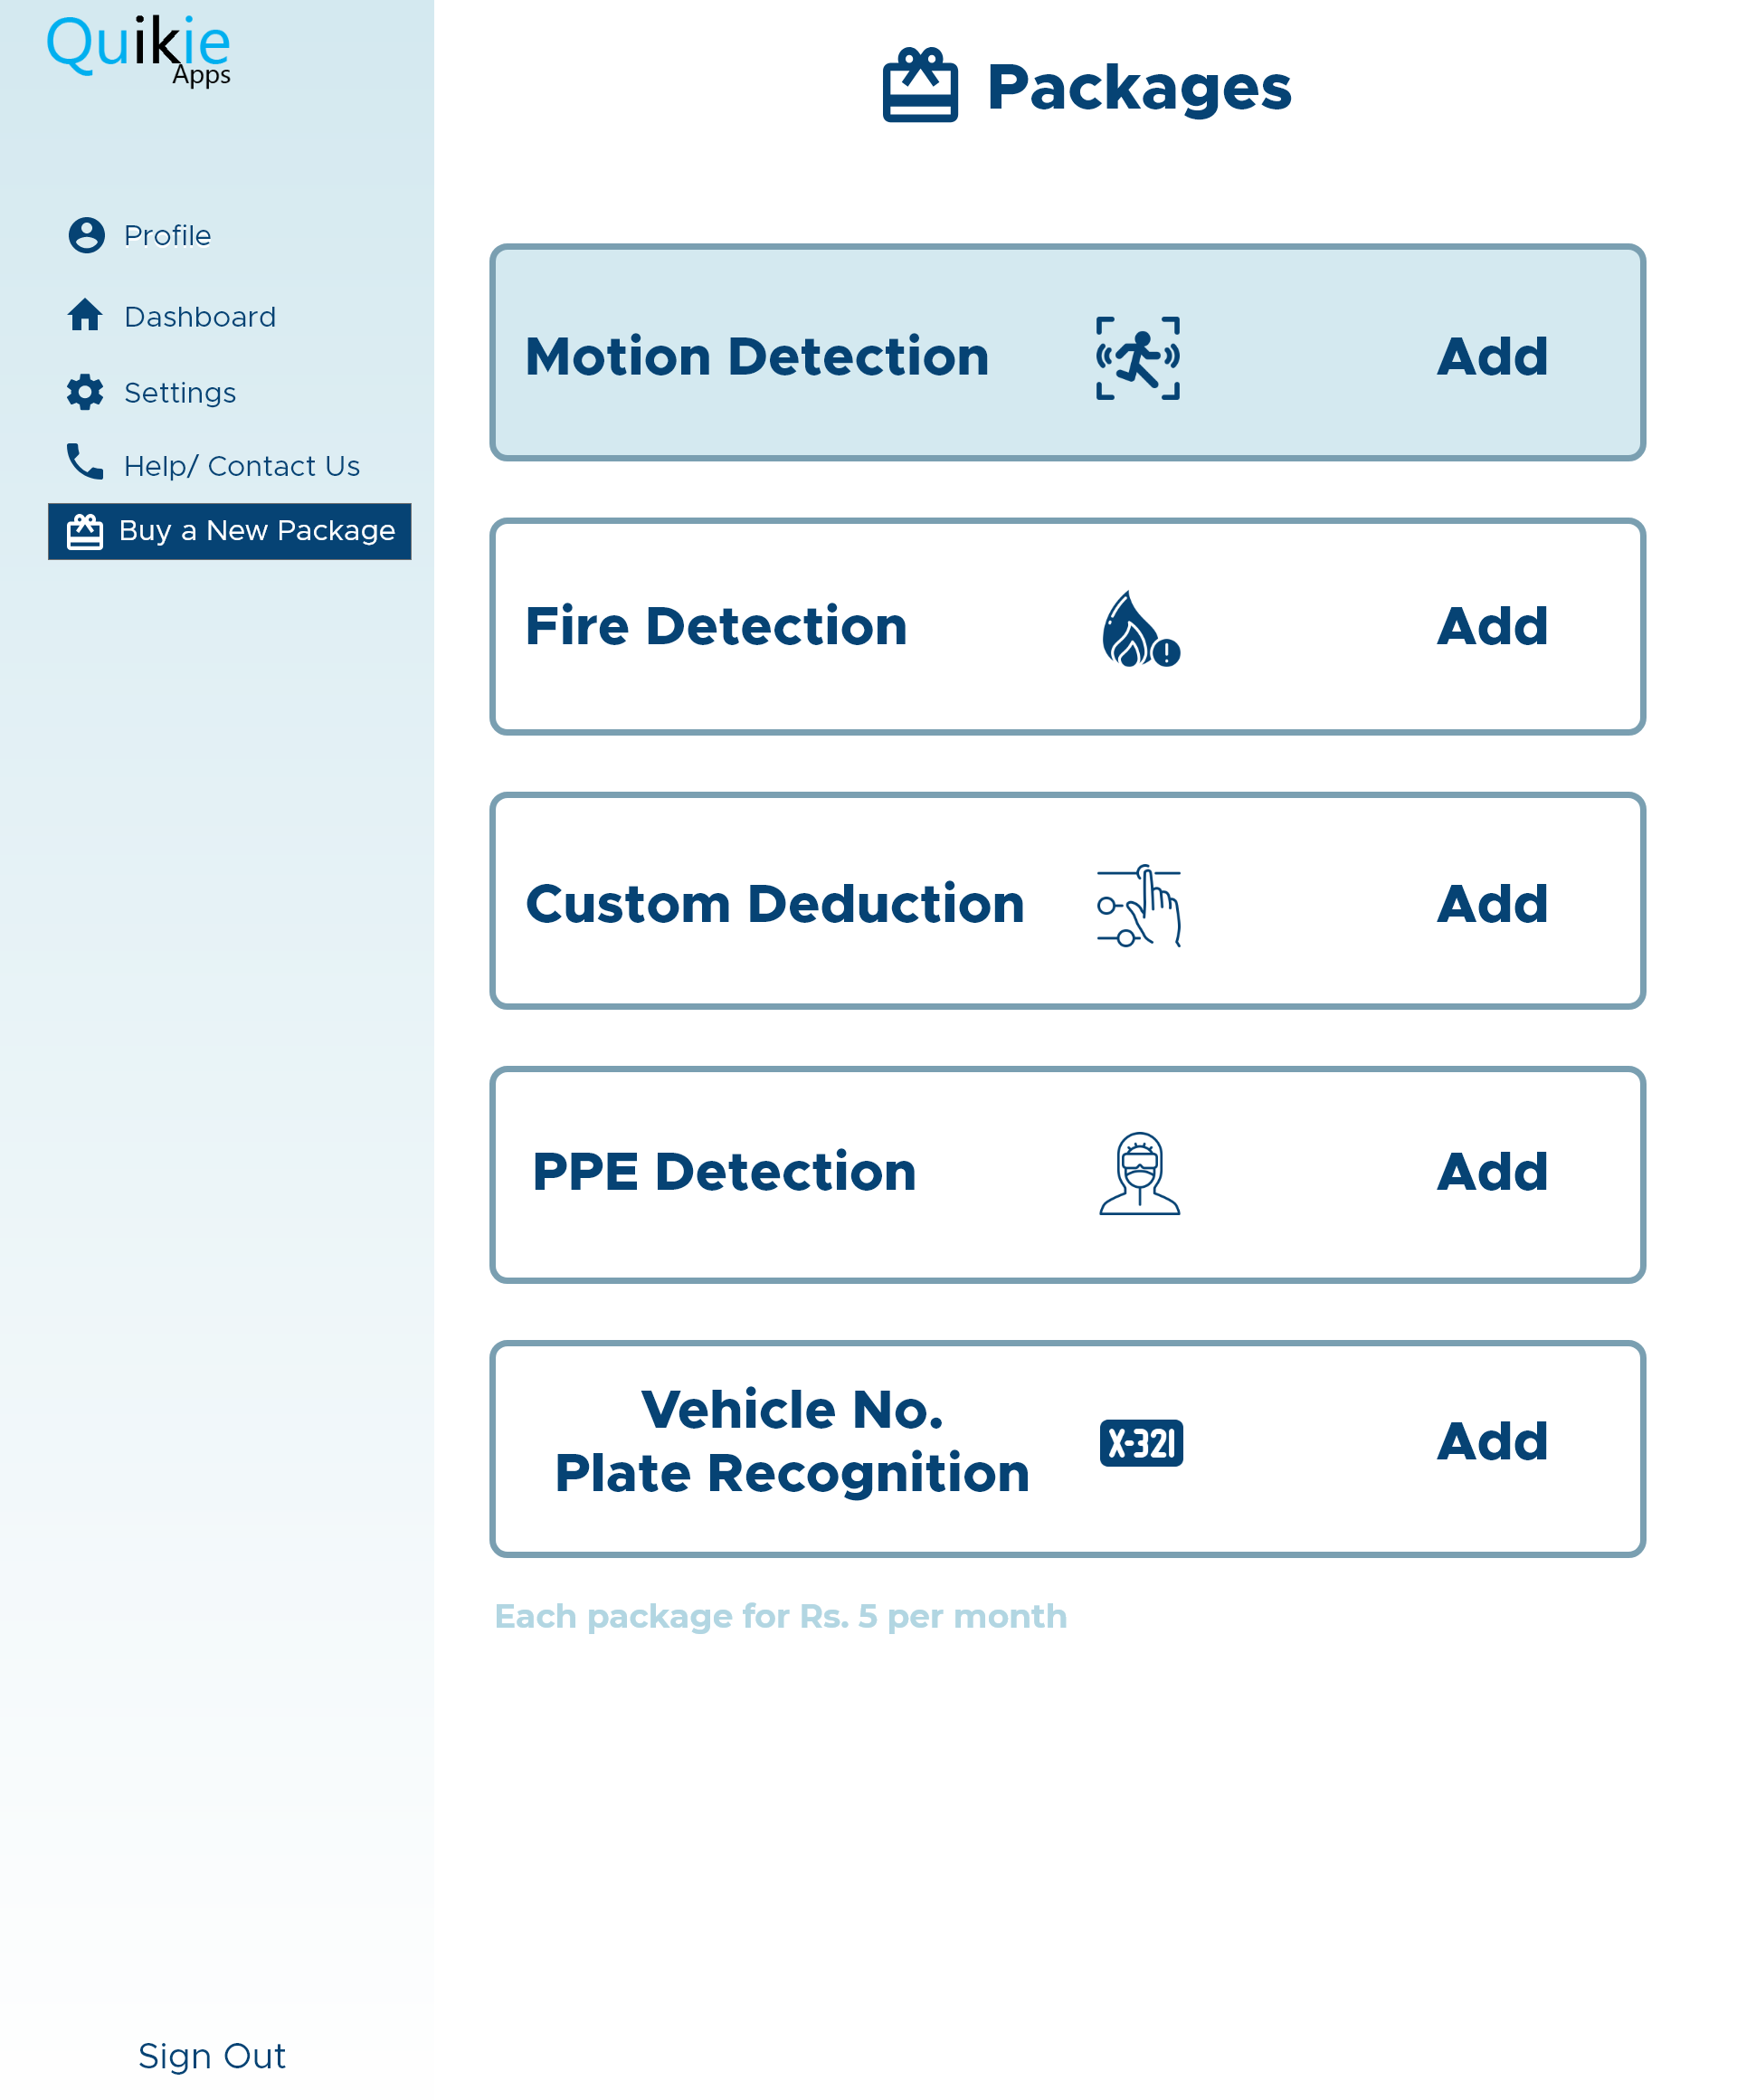 Quikie
Apps
Profile
Dashboard
Settings
Help/ Contact Us
Buy a New Package
Sign Out
Packages
Motion Detection Add
Fire Detection Add
Custom Deduction Add
PPE Detection Add
Vehicle No.
Plate Recognition X-321 Add
Each package for Rs. 5 per month